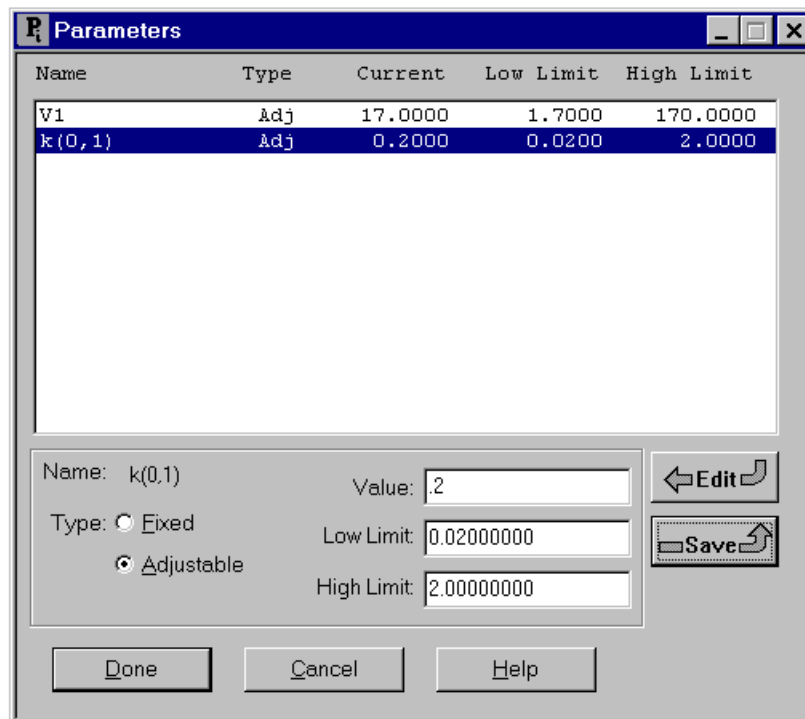 Pi Parameters
Name Type Current Low Limit High Limit
V1 Adj 17.0000 1.7000 170.0000
k(0,1) Adj 0.2000 0.0200 2.0000
Name: k(0,1)
Value: .2
Edit
Type: Fixed
Low Limit: 0.02000000
Save
Adjustable
High Limit: 2.00000000
Done Cancel Help